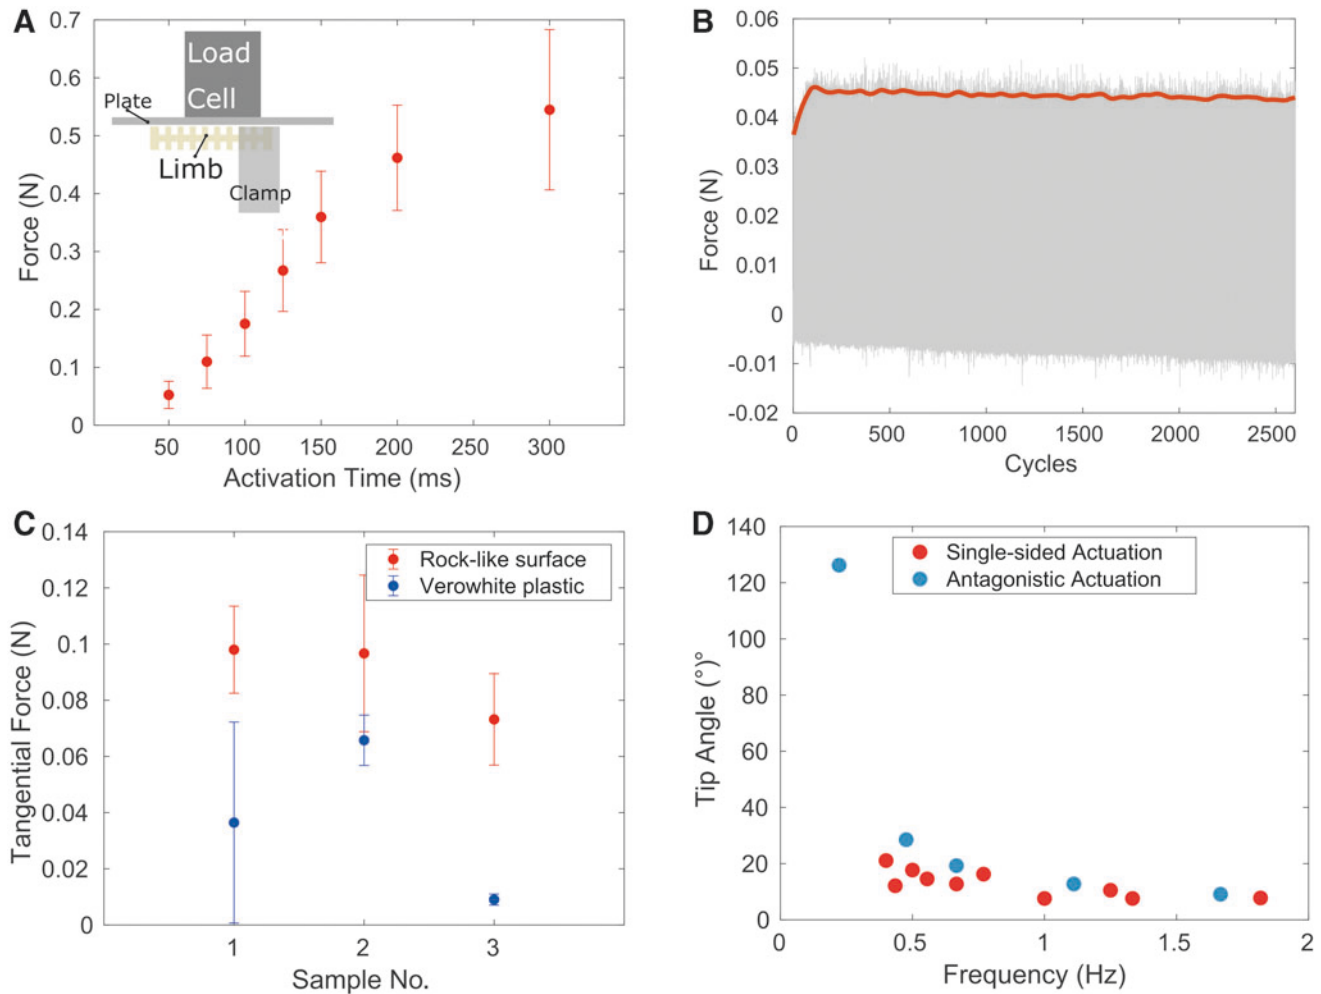 A
0.7
0.6
0.5
0.4
0.3
0.2
0.1
0
Force (N)
Load
Cell
Plate
Limb
Clamp
50 100 150 200 250 300
Activation Time (ms)
B
0.06
0.05
0.04
0.03
0.02
0.01
0
-0.01
-0.02
Force (N)
0 500 1000 1500 2000 2500
Cycles
C
0.14
0.12
0.1
0.08
0.06
0.04
0.02
0
Tangential Force (N)
Rock-like surface
Verowhite plastic
1 2 3
Sample No.
D
140
120
100
80
60
40
20
0
Tip Angle (°)°
Single-sided Actuation
Antagonistic Actuation
0 0.5 1 1.5 2
Frequency (Hz)